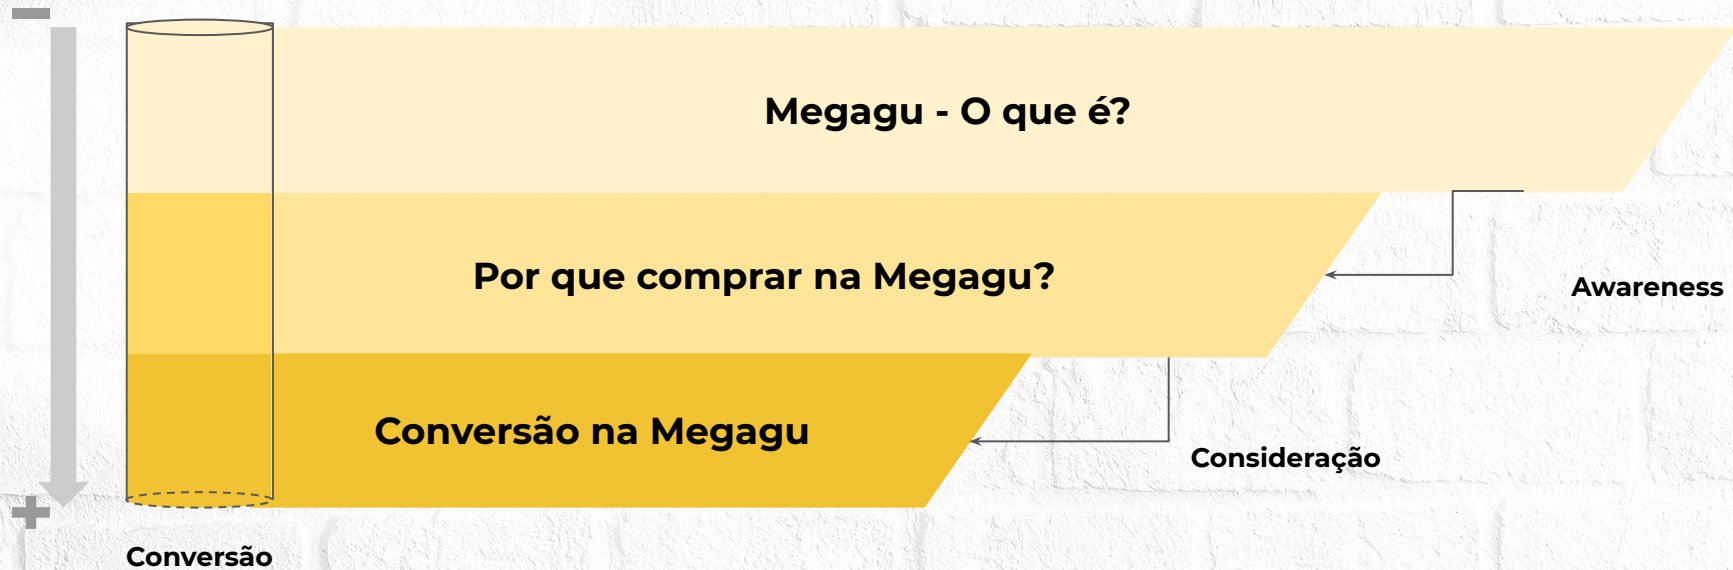 Megagu - O que é?
Por que comprar na Megagu?
Awareness
Conversão na Megagu
Consideração
Conversão